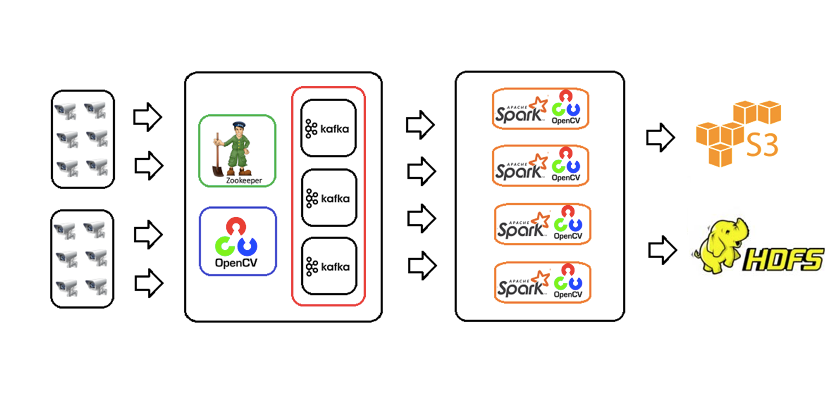 Zookeeper
OpenCV
kafka
kafka
kafka
APACHE
Spark
OpenCV
APACHE
Spark
OpenCV
APACHE
Spark
OpenCV
APACHE
Spark
OpenCV
S3
HDFS